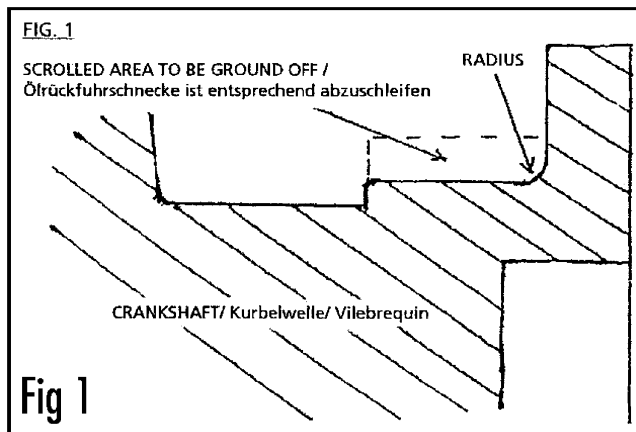 FIG. 1
SCROLLED AREA TO BE GROUND OFF /
Ölrückfuhrschnecke ist entsprechend abzuschleifen
RADIUS
CRANKSHAFT/ Kurbelwelle/ Vilebrequin
Fig 1